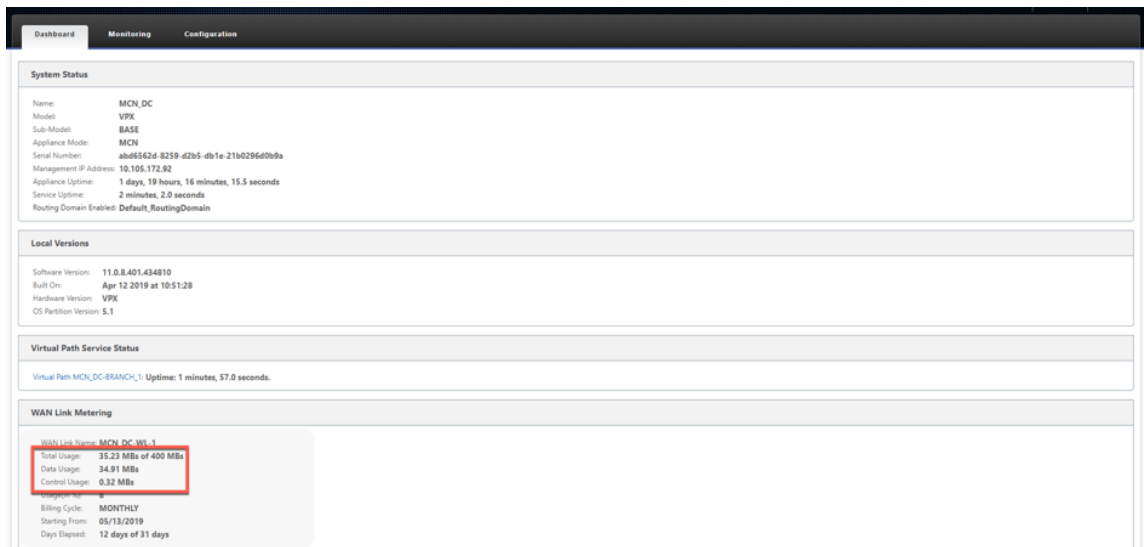 Dashboard Monitoring Configuration
System Status
Name: MCN_DC
Model: VPX
Sub-Model: BASE
Appliance Mode: MCN
Serial Number: abd6562d-8259-d2b5-db1e-21b0296d0b9a
Management IP Address: 10.105.172.92
Appliance Uptime: 1 days, 19 hours, 16 minutes, 15.5 seconds
Service Uptime: 2 minutes, 2.0 seconds
Routing Domain Enabled: Default_RoutingDomain
Local Versions
Software Version: 11.0.8.401.434810
Built On: Apr 12 2019 at 10:51:28
Hardware Version: VPX
OS Partition Version: 5.1
Virtual Path Service Status
Virtual Path MCN_DC-BRANCH_1: Uptime: 1 minutes, 57.0 seconds.
WAN Link Metering
WAN Link Name: MCN_DC-WL-1
Total Usage: 35.23 MBs of 400 MBs
Data Usage: 34.91 MBs
Control Usage: 0.32 MBs
Usage(in %): 8
Billing Cycle: MONTHLY
Starting From: 05/13/2019
Days Elapsed: 12 days of 31 days